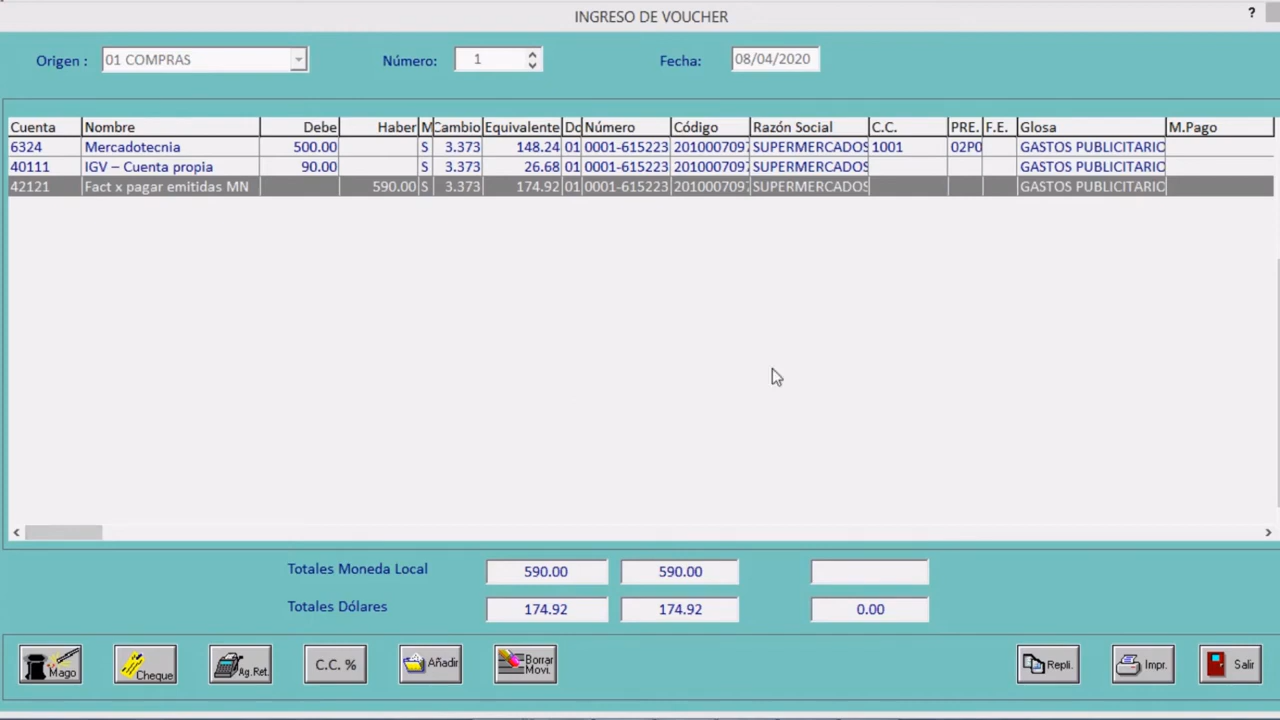 INGRESO DE VOUCHER ?
Origen : 01 COMPRAS Número: 1 Fecha: 08/04/2020
Cuenta Nombre Debe Haber M Cambio Equivalente Dc Número Código Razón Social C.C. PRE. F.E. Glosa M.Pago
6324 Mercadotecnia 500.00 S 3.373 148.24 01 0001-615223 2010007097 SUPERMERCADOS 1001 02P0 GASTOS PUBLICITARIO
40111 IGV – Cuenta propia 90.00 S 3.373 26.68 01 0001-615223 2010007097 SUPERMERCADOS GASTOS PUBLICITARIO
42121 Fact x pagar emitidas MN 590.00 S 3.373 174.92 01 0001-615223 2010007097 SUPERMERCADOS GASTOS PUBLICITARIO
Totales Moneda Local 590.00 590.00
Totales Dólares 174.92 174.92 0.00
Mago Cheque Ag.Ret. C.C. % Añadir Borrar Movi. Repli. Impr. Salir